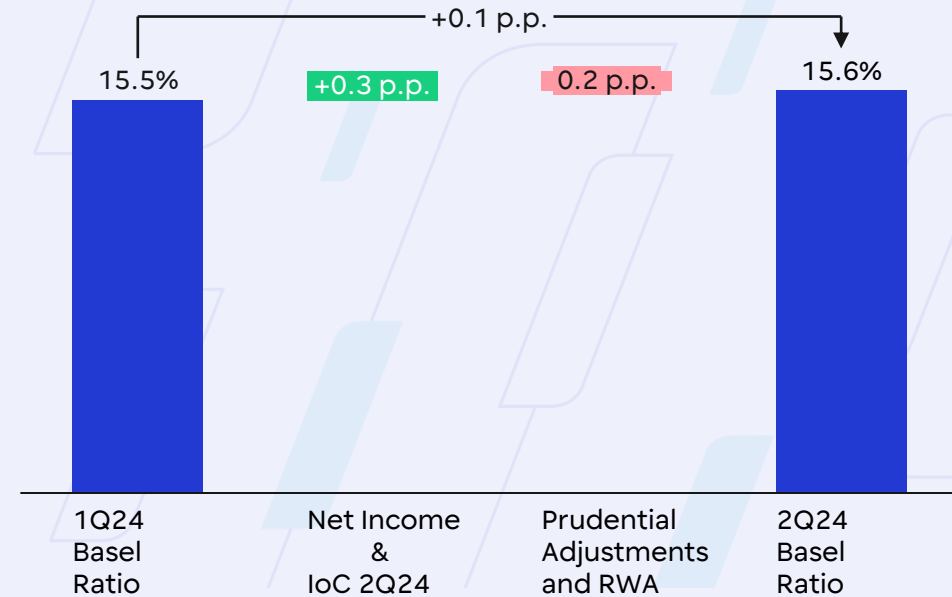 +0.1 p.p.
15.5%
+0.3 p.p.
0.2 p.p.
15.6%
1Q24
Basel
Ratio
Net Income
&
IoC 2Q24
Prudential
Adjustments
and RWA
2Q24
Basel
Ratio